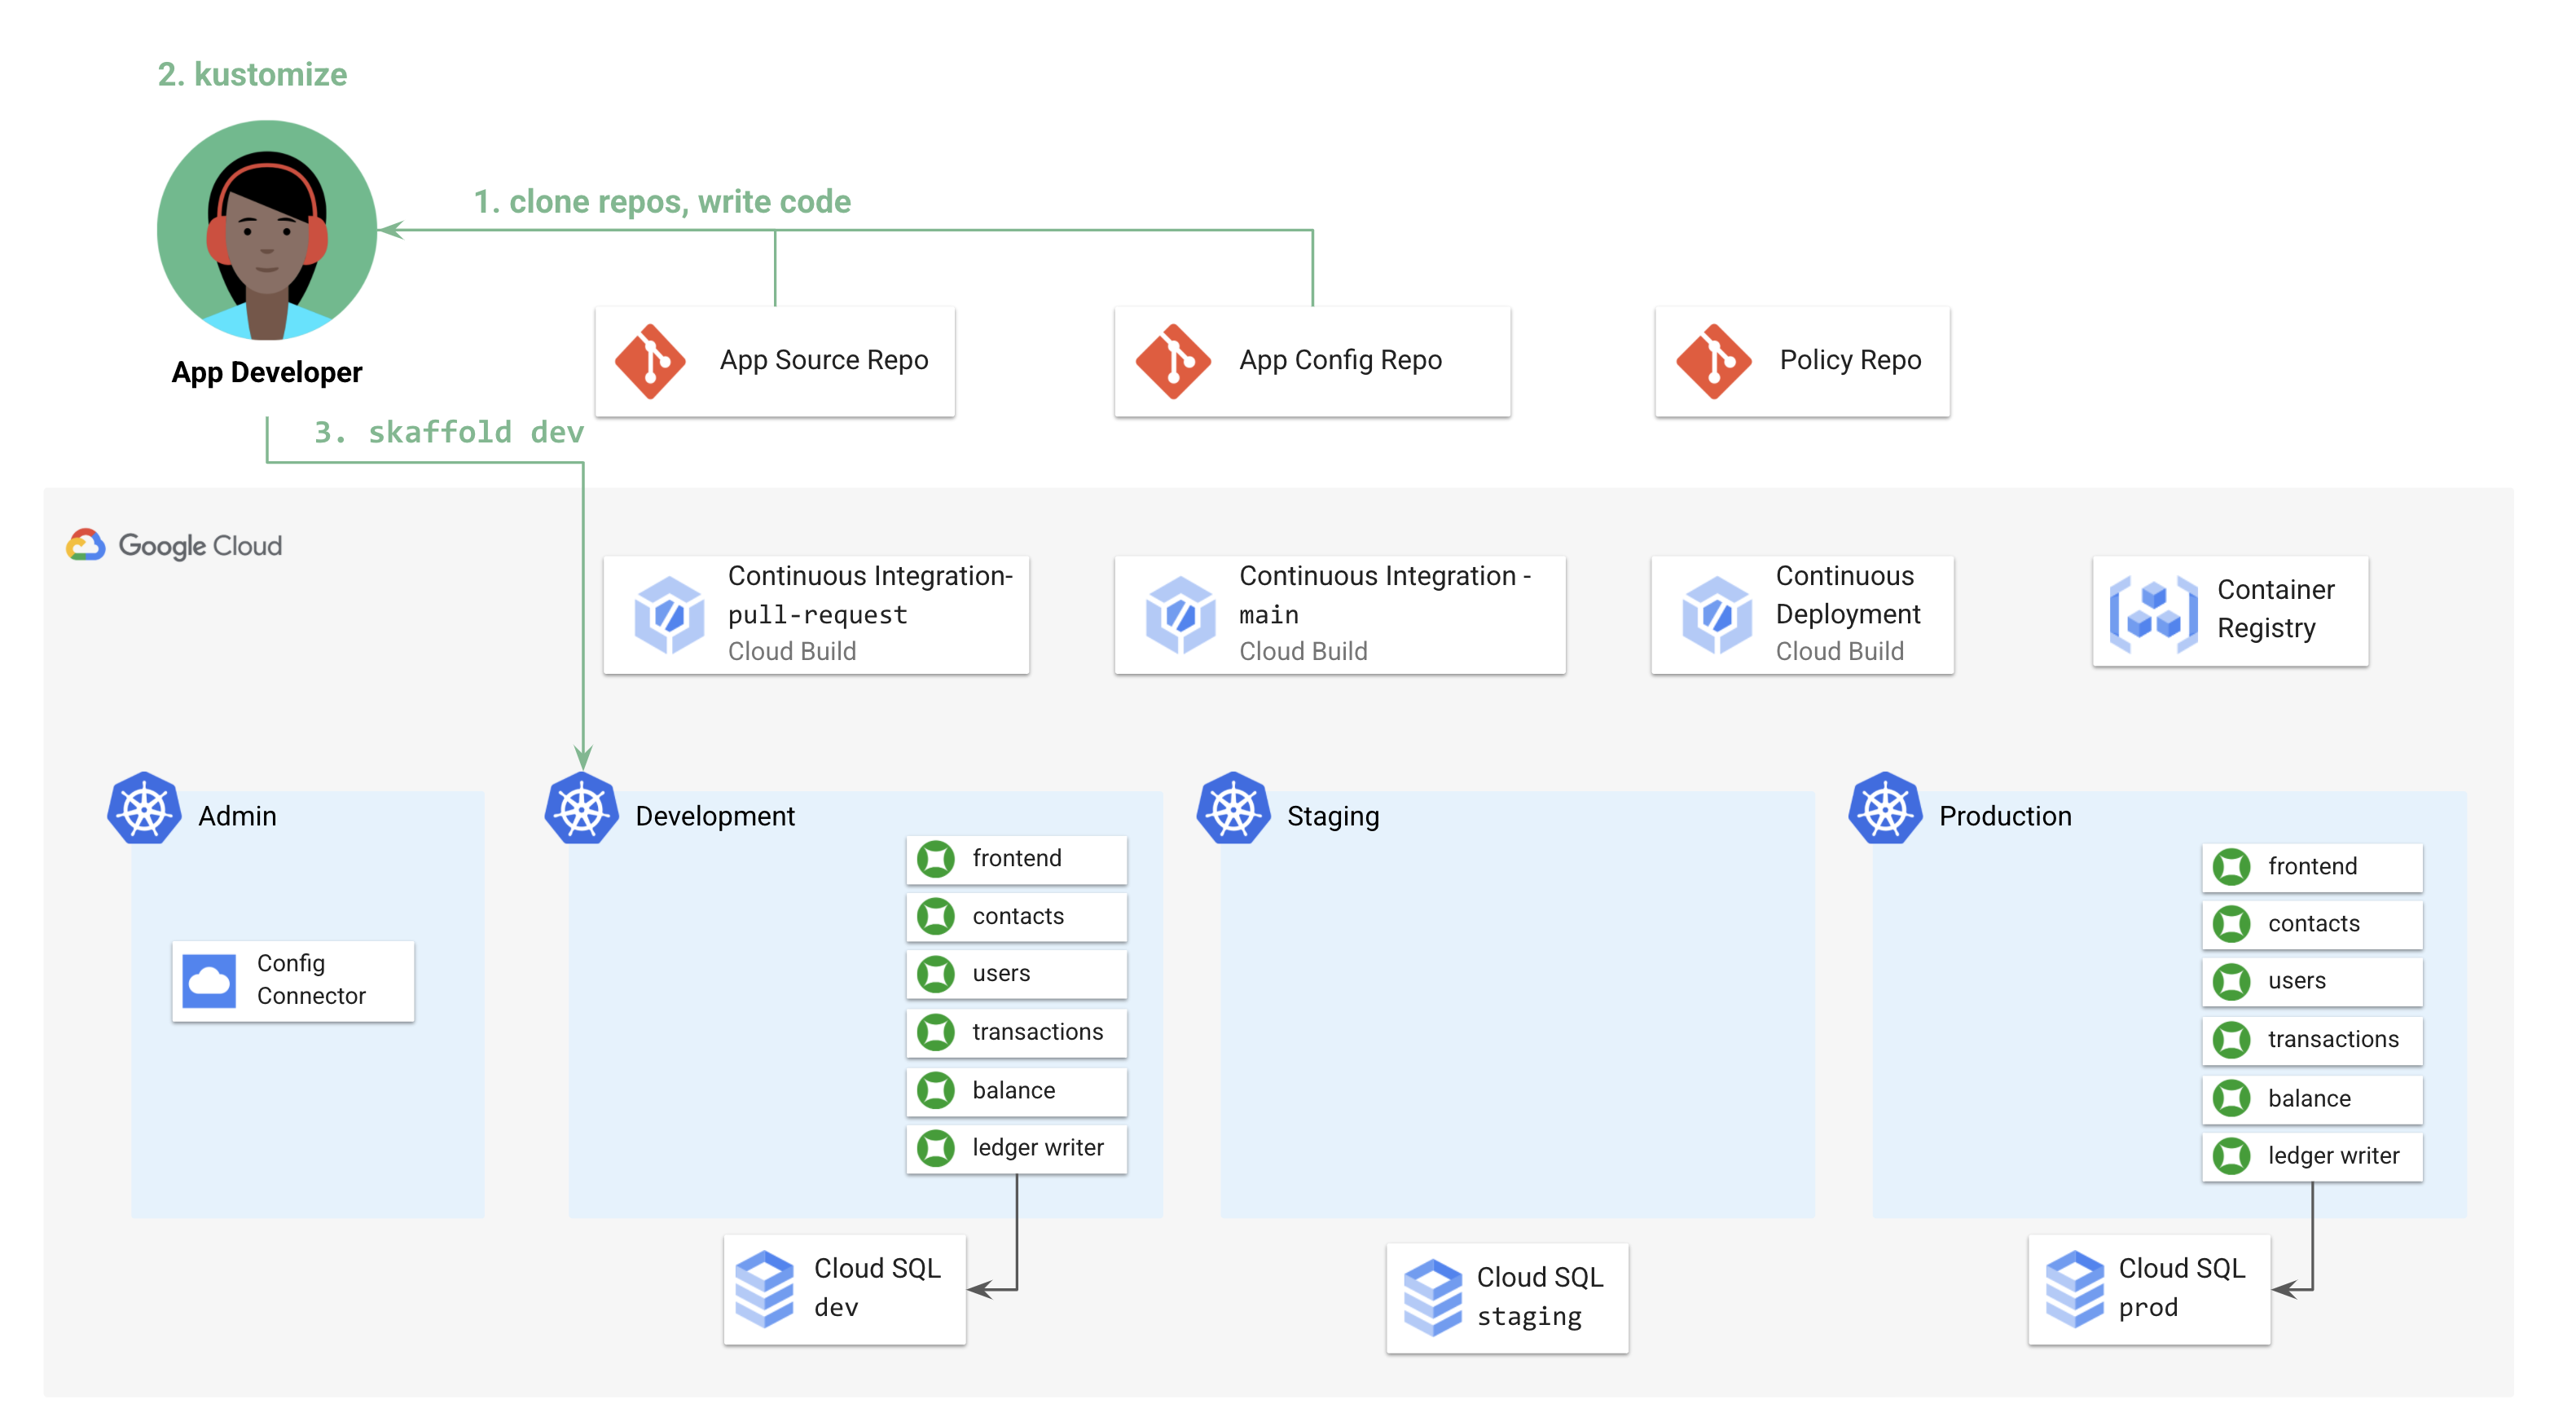 2. kustomize
1. clone repos, write code
App Developer
App Source Repo
App Config Repo
Policy Repo
3. skaffold dev
Google Cloud
Continuous Integration-
pull-request
Cloud Build
Continuous Integration -
main
Cloud Build
Continuous
Deployment
Cloud Build
Container
Registry
Admin
Config
Connector
Development
frontend
contacts
users
transactions
balance
ledger writer
Cloud SQL
dev
Staging
Cloud SQL
staging
Production
frontend
contacts
users
transactions
balance
ledger writer
Cloud SQL
prod